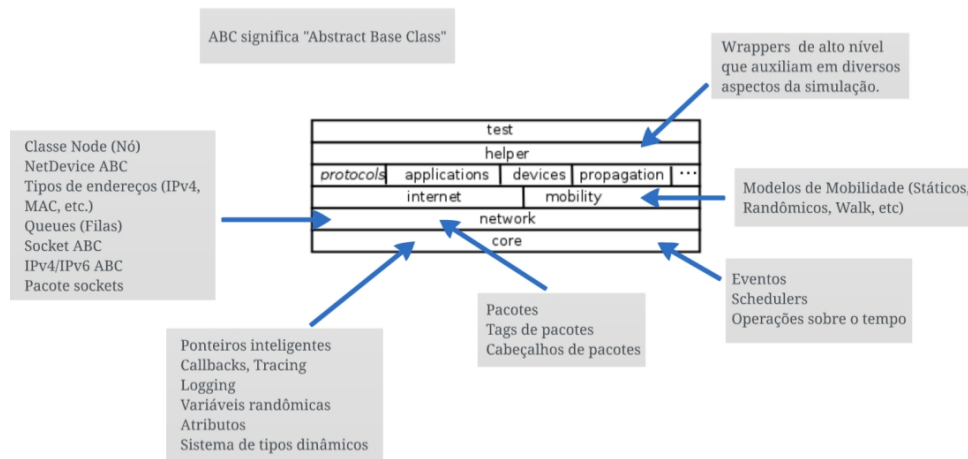 ABC significa "Abstract Base Class"
Wrappers de alto nível
que auxiliam em diversos
aspectos da simulação.
test
helper
protocols applications devices propagation ...
internet mobility
network
core
Classe Node (Nó)
NetDevice ABC
Tipos de endereços (IPv4,
MAC, etc.)
Queues (Filas)
Socket ABC
IPv4/IPv6 ABC
Pacote sockets
Modelos de Mobilidade (Státicos,
Randômicos, Walk, etc)
Eventos
Schedulers
Operações sobre o tempo
Pacotes
Tags de pacotes
Cabeçalhos de pacotes
Ponteiros inteligentes
Callbacks, Tracing
Logging
Variáveis randômicas
Atributos
Sistema de tipos dinámicos